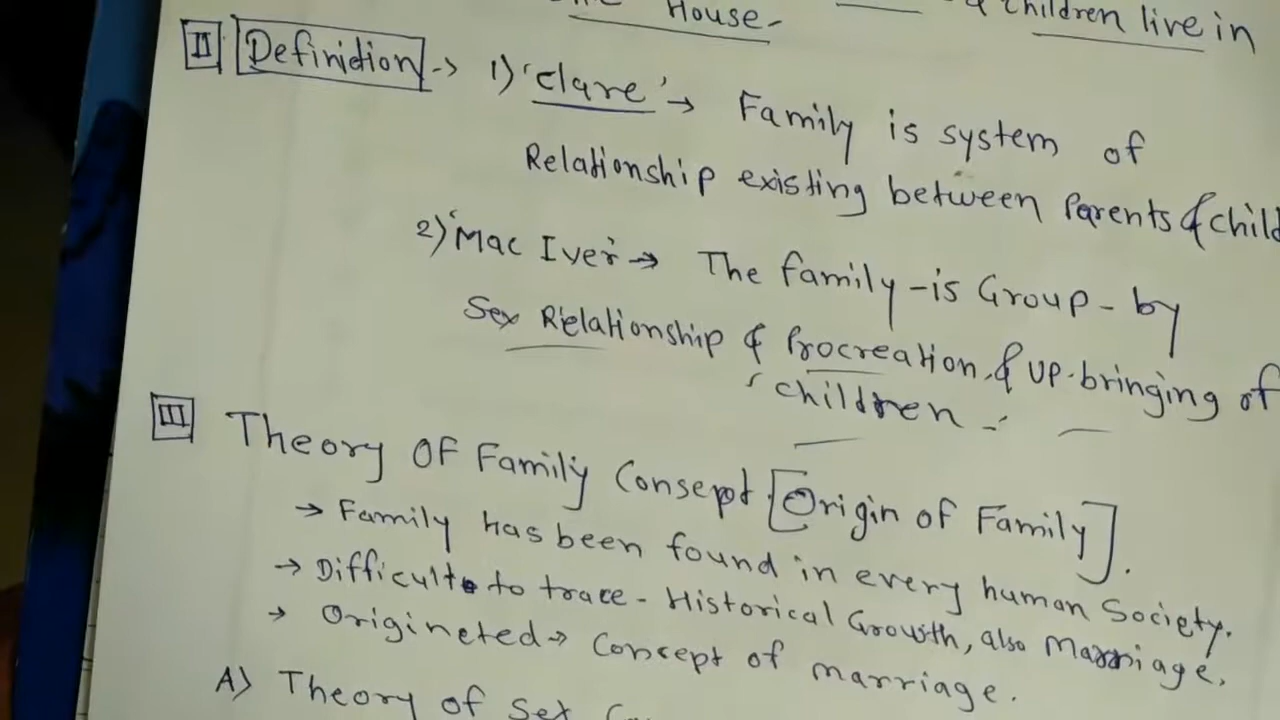 House- & children live in
II Definition -> 1) 'Clare' → Family is system of
Relationship existing between Parents & child
2) 'Mac Iver → The family - is Group - by
Sex Relationship & Procreation & up-bringing of
children -
III Theory OF Family Consept [Origin of Family].
→ Family has been found in every human Society.
→ Difficult to trace - Historical Growth, also Marriage.
→ Origineted → Concept of marriage.
A) Theory of Sex